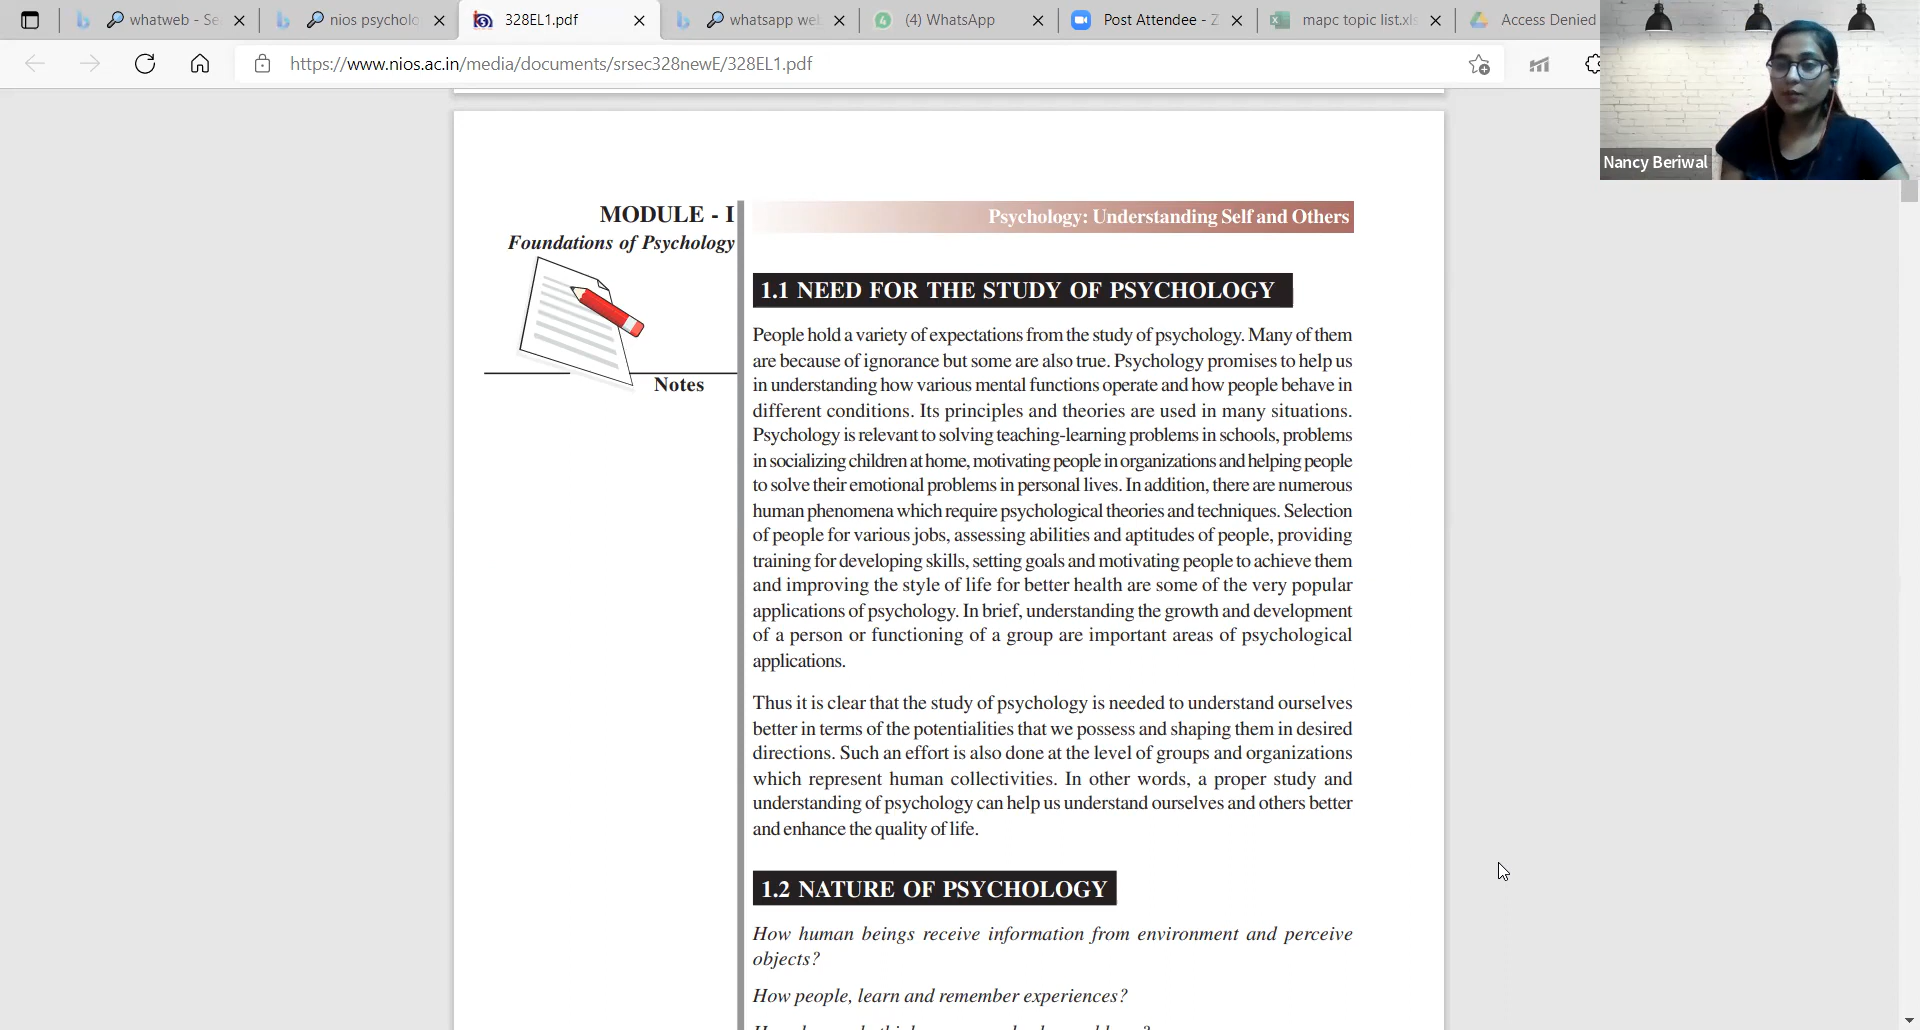 whatweb - Se
nios psycholo
328EL1.pdf
whatsapp we
(4) WhatsApp
Post Attendee - Z
mapc topic list.xls
Access Denied
https://www.nios.ac.in/media/documents/srsec328newE/328EL1.pdf
Nancy Beriwal
MODULE - I
Foundations of Psychology
Notes
Psychology: Understanding Self and Others
1.1 NEED FOR THE STUDY OF PSYCHOLOGY
People hold a variety of expectations from the study of psychology. Many of them
are because of ignorance but some are also true. Psychology promises to help us
in understanding how various mental functions operate and how people behave in
different conditions. Its principles and theories are used in many situations.
Psychology is relevant to solving teaching-learning problems in schools, problems
in socializing children at home, motivating people in organizations and helping people
to solve their emotional problems in personal lives. In addition, there are numerous
human phenomena which require psychological theories and techniques. Selection
of people for various jobs, assessing abilities and aptitudes of people, providing
training for developing skills, setting goals and motivating people to achieve them
and improving the style of life for better health are some of the very popular
applications of psychology. In brief, understanding the growth and development
of a person or functioning of a group are important areas of psychological
applications.
Thus it is clear that the study of psychology is needed to understand ourselves
better in terms of the potentialities that we possess and shaping them in desired
directions. Such an effort is also done at the level of groups and organizations
which represent human collectivities. In other words, a proper study and
understanding of psychology can help us understand ourselves and others better
and enhance the quality of life.
1.2 NATURE OF PSYCHOLOGY
How human beings receive information from environment and perceive
objects?
How people, learn and remember experiences?